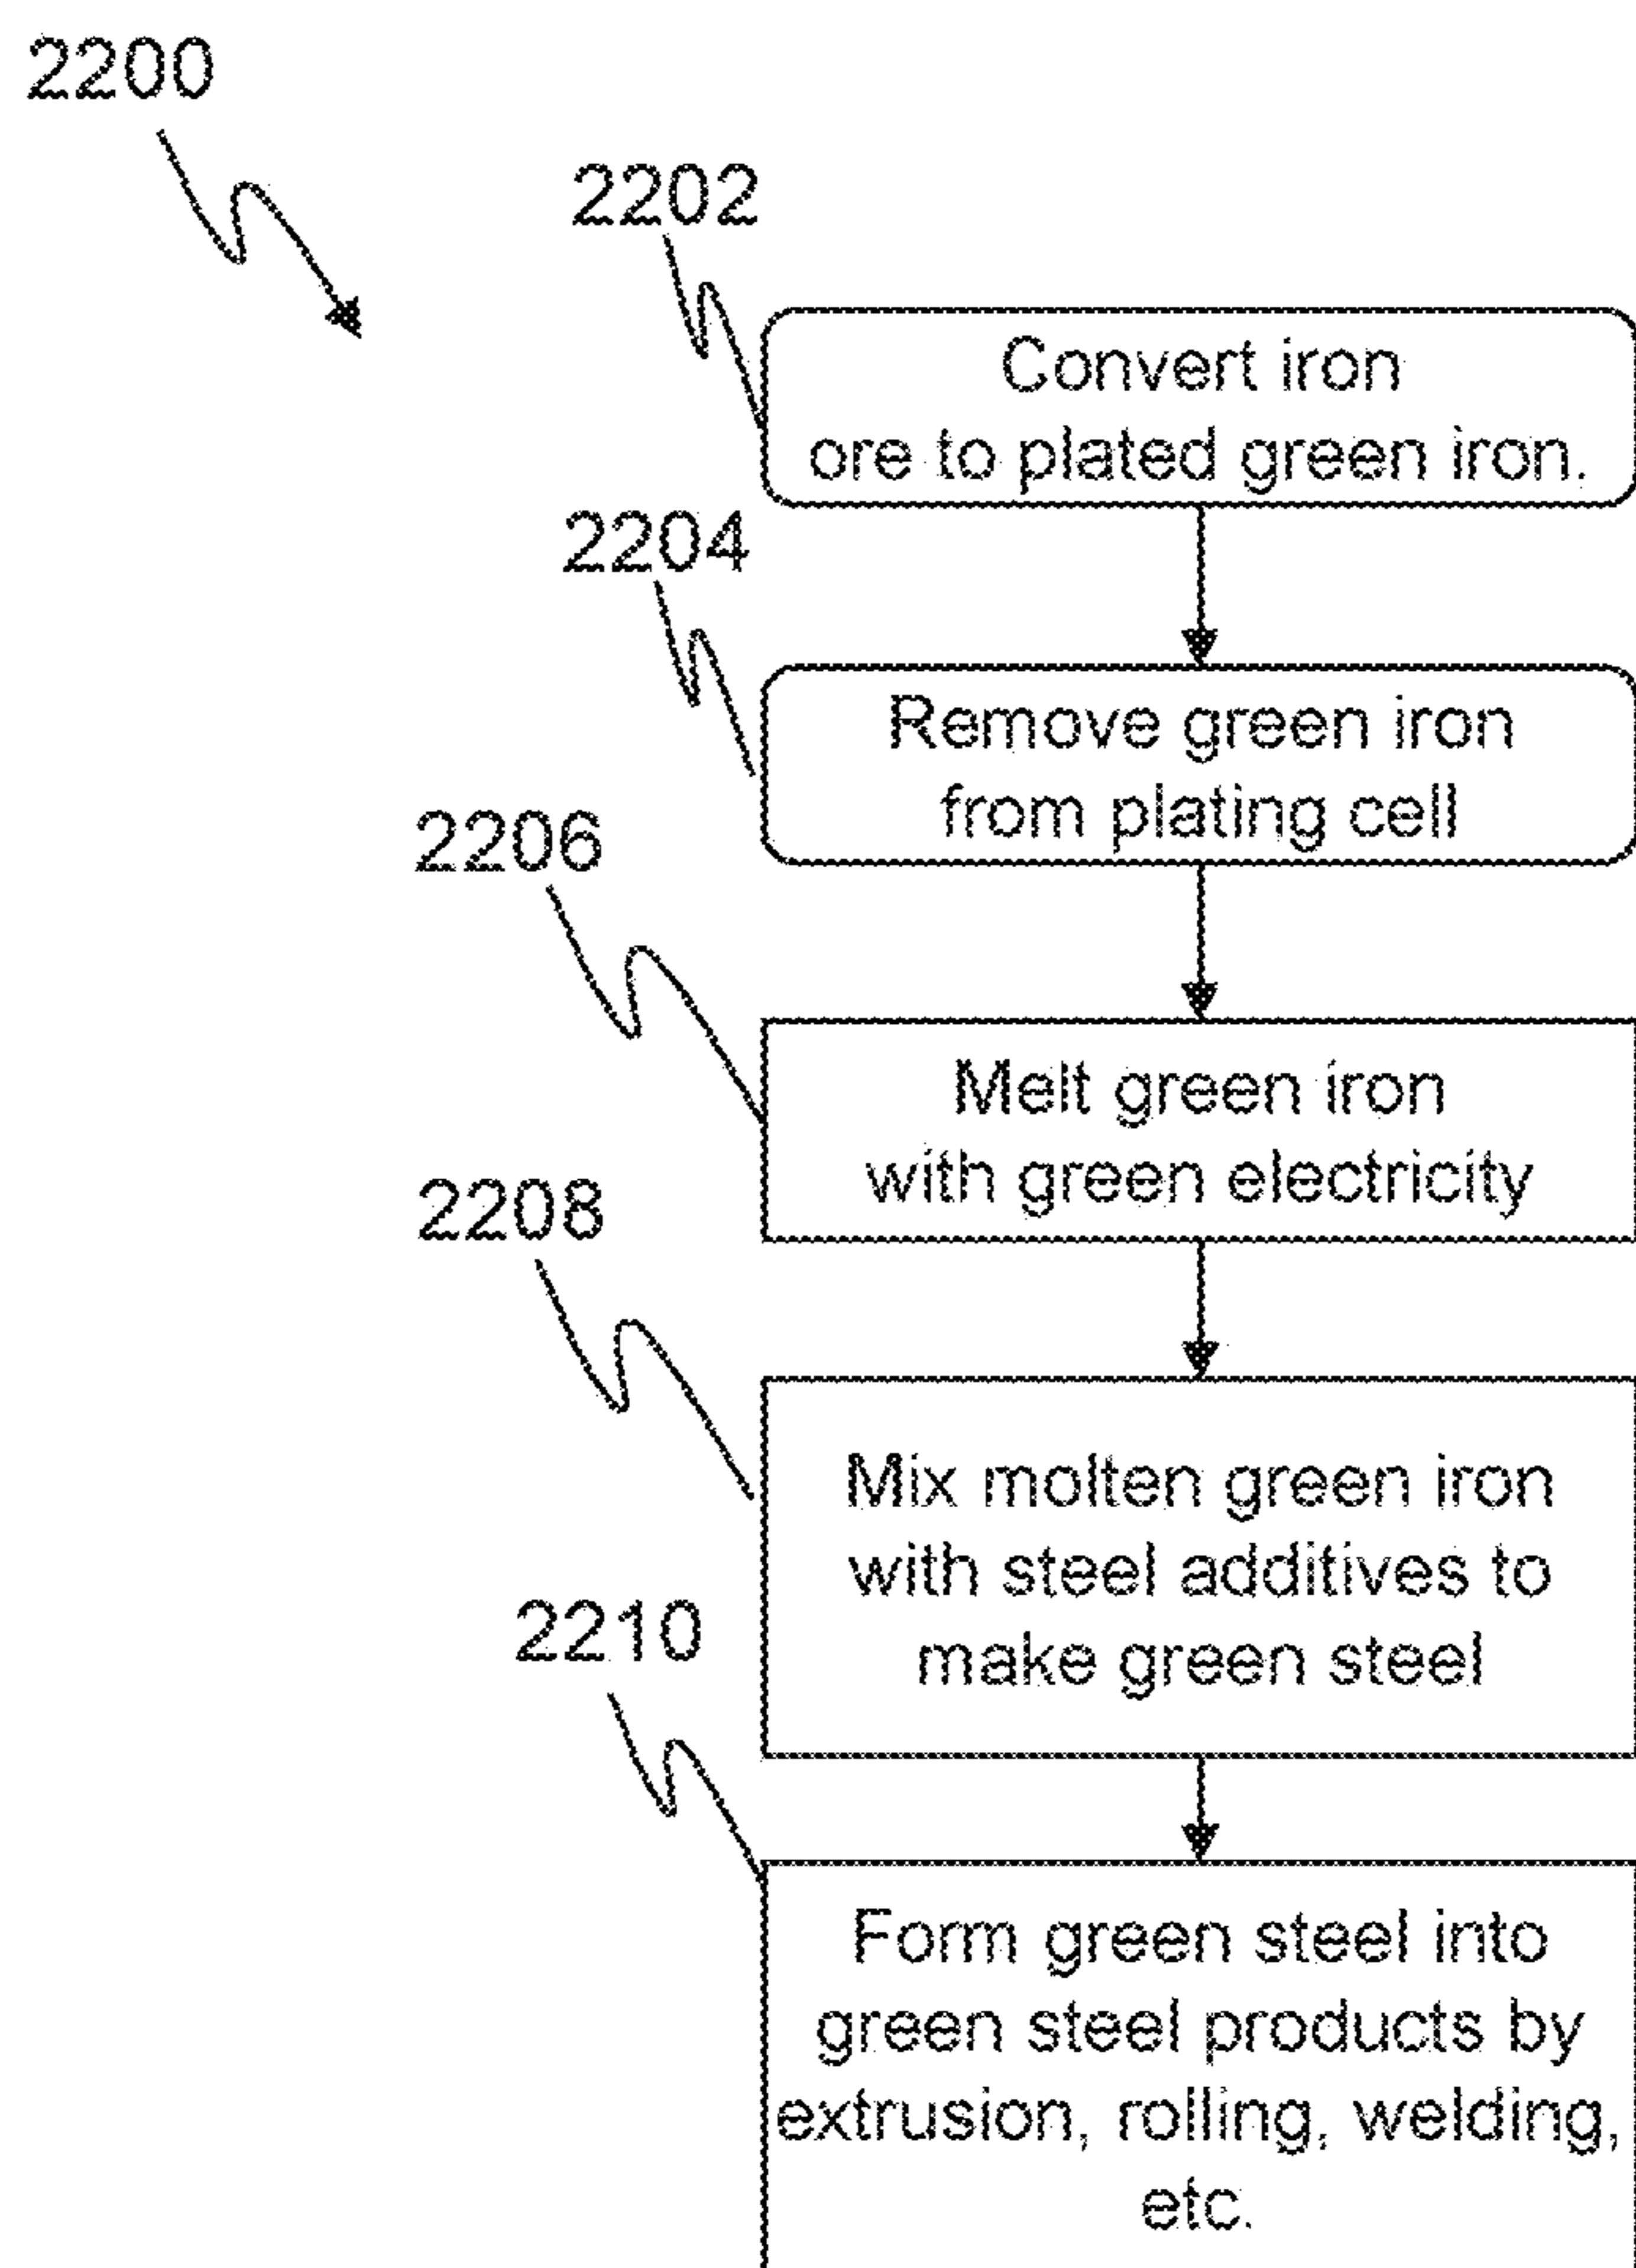 2200
2202
Convert iron
ore to plated green iron.
2204
Remove green iron
from plating cell
2206
Melt green iron
with green electricity
2208
Mix molten green iron
with steel additives to
make green steel
2210
Form green steel into
green steel products by
extrusion, rolling, welding,
etc.